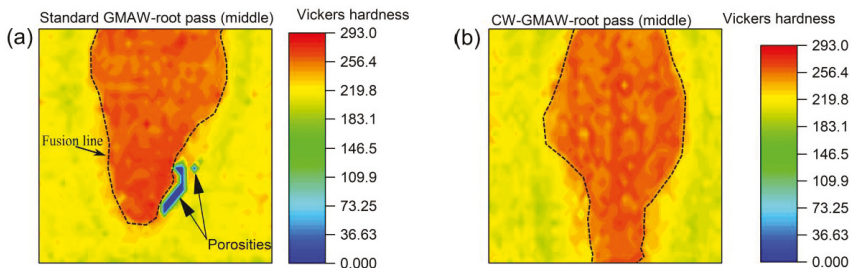 Standard GMAW-root pass (middle)
Vickers hardness
(a)
Fusion line
Porosities
293.0
256.4
219.8
183.1
146.5
109.9
73.25
36.63
0.000
CW-GMAW-root pass (middle)
Vickers hardness
(b)
293.0
256.4
219.8
183.1
146.5
109.9
73.25
36.63
0.000